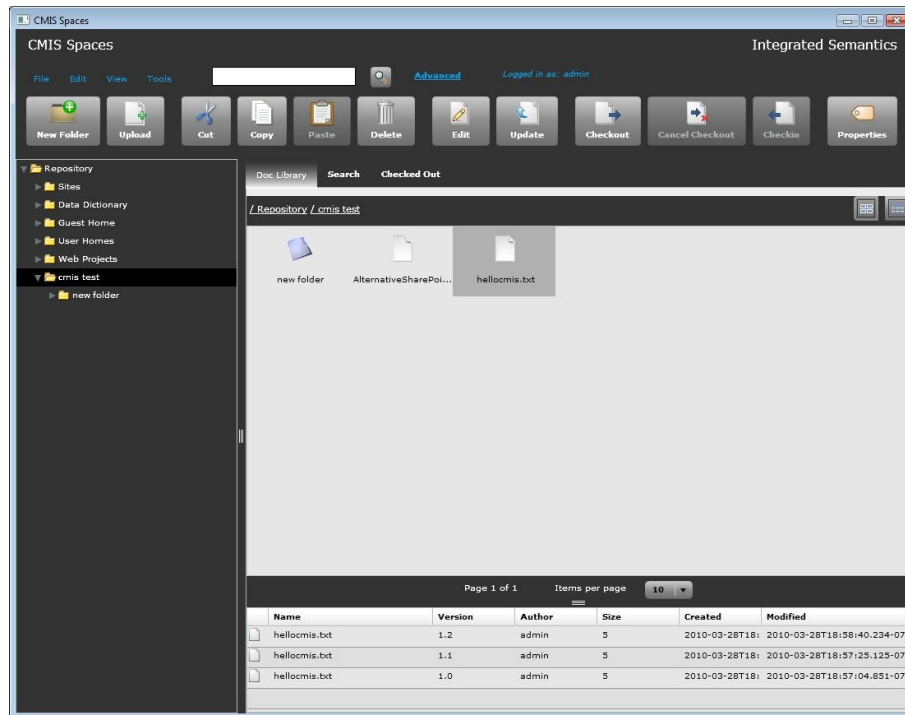 CMIS Spaces
CMIS Spaces
Integrated Semantics
File Edit View Tools
Advanced
Logged in as: admin
New Folder
Upload
Cut
Copy
Paste
Delete
Edit
Update
Checkout
Cancel Checkout
Checkin
Properties
Repository
Sites
Data Dictionary
Guest Home
User Homes
Web Projects
cmis test
new folder
Doc Library Search Checked Out
/ Repository / cmis test
new folder
AlternativeSharePoi...
hellocmis.txt
Page 1 of 1 Items per page 10
Name Version Author Size Created Modified
hellocmis.txt 1.2 admin 5 2010-03-28T18: 2010-03-28T18:58:40.234-07
hellocmis.txt 1.1 admin 5 2010-03-28T18: 2010-03-28T18:57:25.125-07
hellocmis.txt 1.0 admin 5 2010-03-28T18: 2010-03-28T18:57:04.851-07